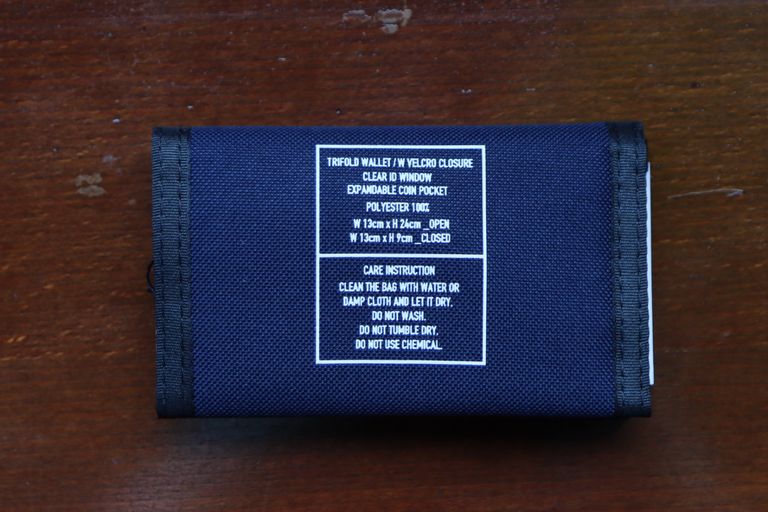 TRIFOLD WALLET / W VELCRO CLOSURE
CLEAR ID WINDOW
EXPANDABLE COIN POCKET
POLYESTER 100%
W 13cm x H 24cm _OPEN
W 13cm x H 9cm _CLOSED
CARE INSTRUCTION
CLEAN THE BAG WITH WATER OR
DAMP CLOTH AND LET IT DRY.
DO NOT WASH.
DO NOT TUMBLE DRY.
DO NOT USE CHEMICAL.